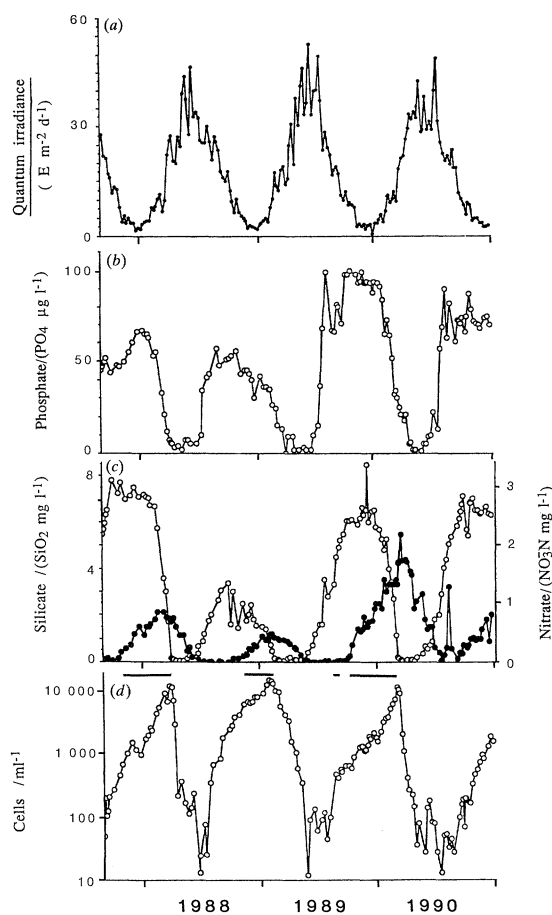 60
(a)
30
0
Quantum irradiance
( E m⁻² d⁻¹)
100
(b)
50
0
Phosphate/(PO₄ µg l⁻¹)
8
(c)
4
0
Silicate /(SiO₂ mg l⁻¹)
3
2
1
0
Nitrate/(NO₃⁻N mg l⁻¹)
10 000
(d)
1 000
100
10
Cells /ml⁻¹
1988 1989 1990